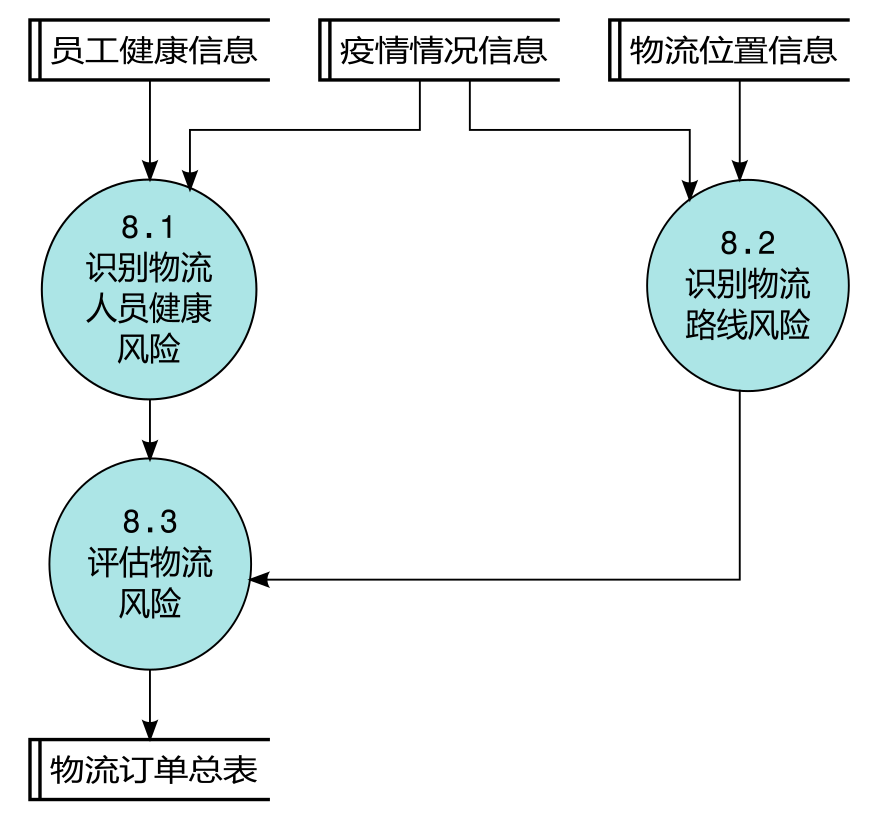 员工健康信息
疫情情况信息
物流位置信息
8.1
识别物流
人员健康
风险
8.2
识别物流
路线风险
8.3
评估物流
风险
物流订单总表